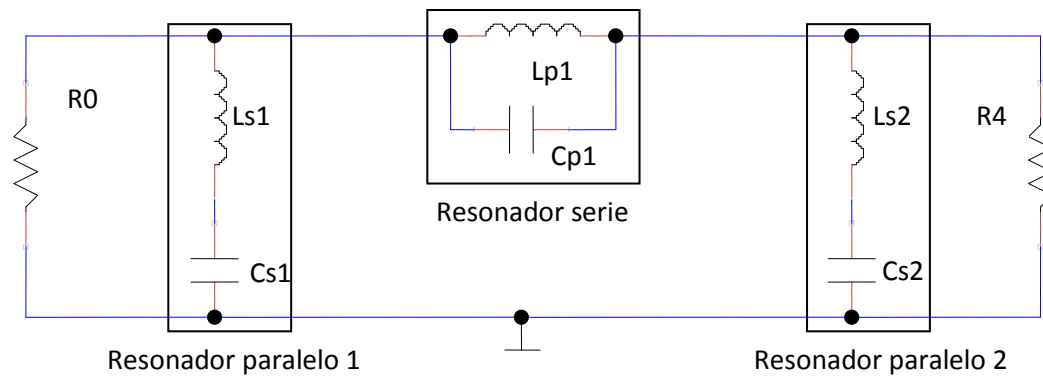 R0
Ls1
Cs1
Lp1
Cp1
Resonador serie
Ls2
R4
Cs2
Resonador paralelo 1
Resonador paralelo 2